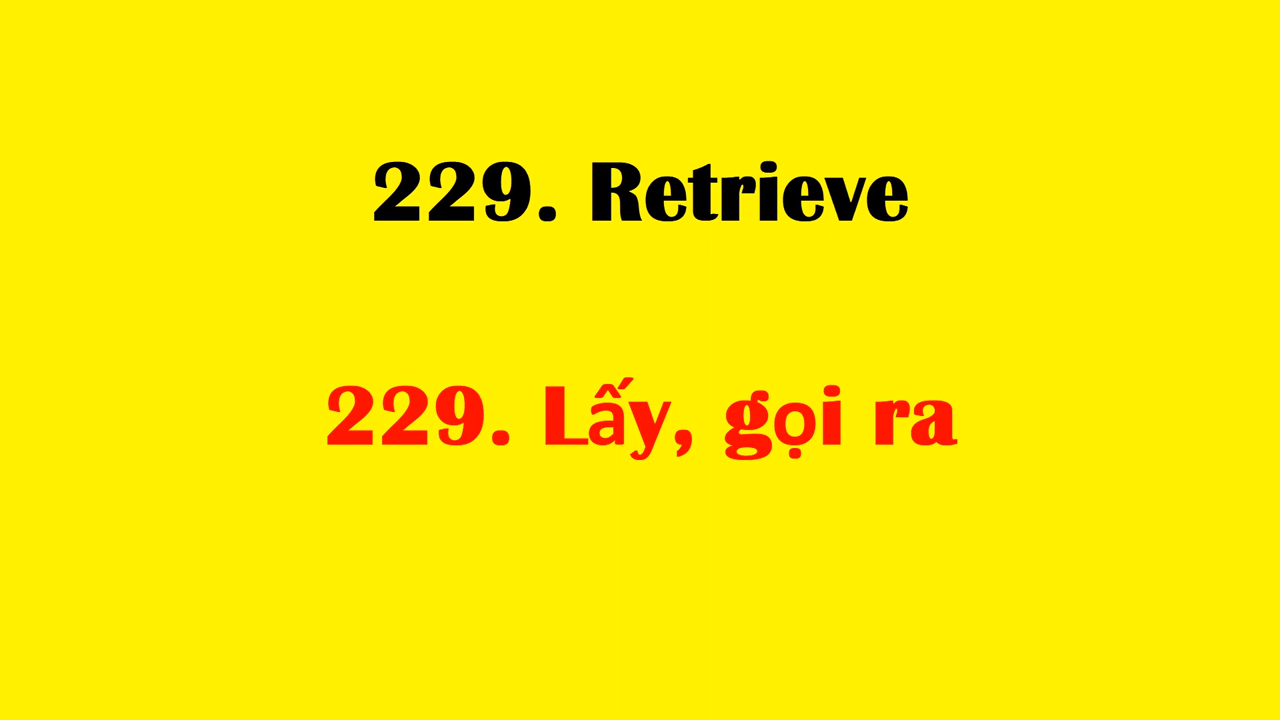 229. Retrieve
229. Lấy, gọi ra